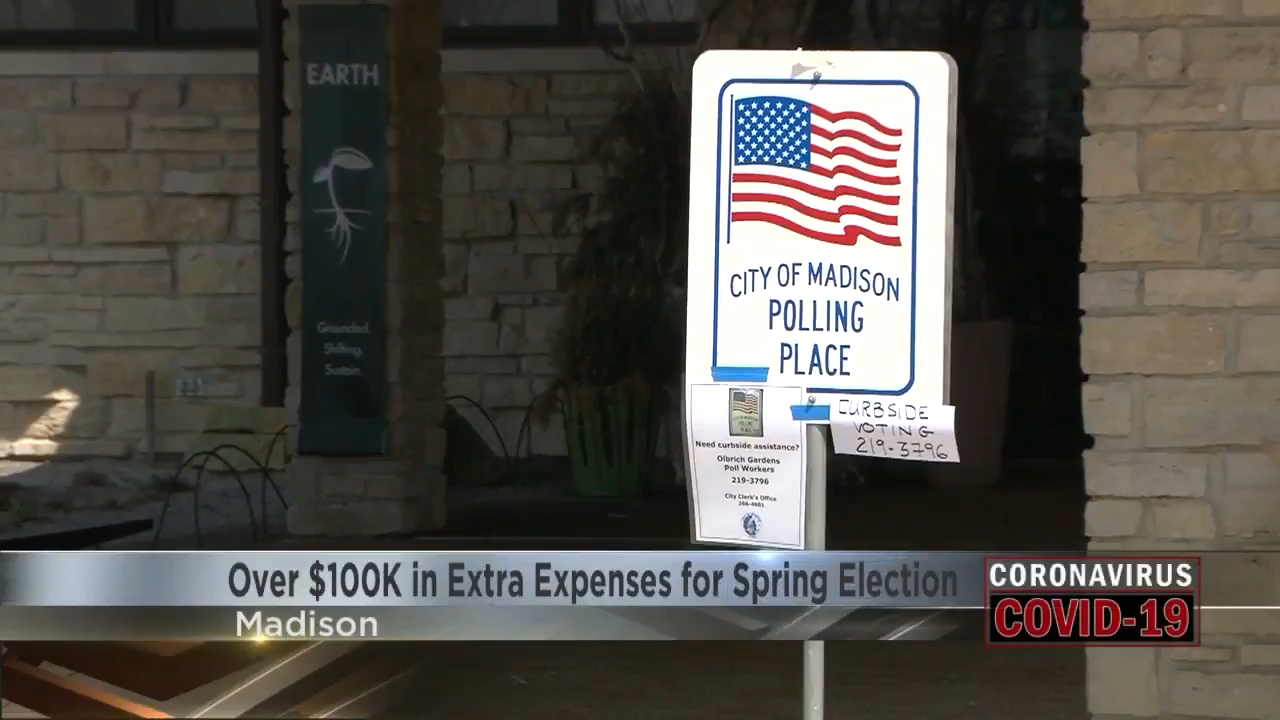 EARTH
Grounded.
Shifting.
Sustain.
CITY OF MADISON
POLLING
PLACE
CURBSIDE
VOTING
219-3796
Need curbside assistance?
Olbrich Gardens
Poll Workers
219-3796
City Clerk's Office
266-4601
Over $100K in Extra Expenses for Spring Election
Madison
CORONAVIRUS
COVID-19